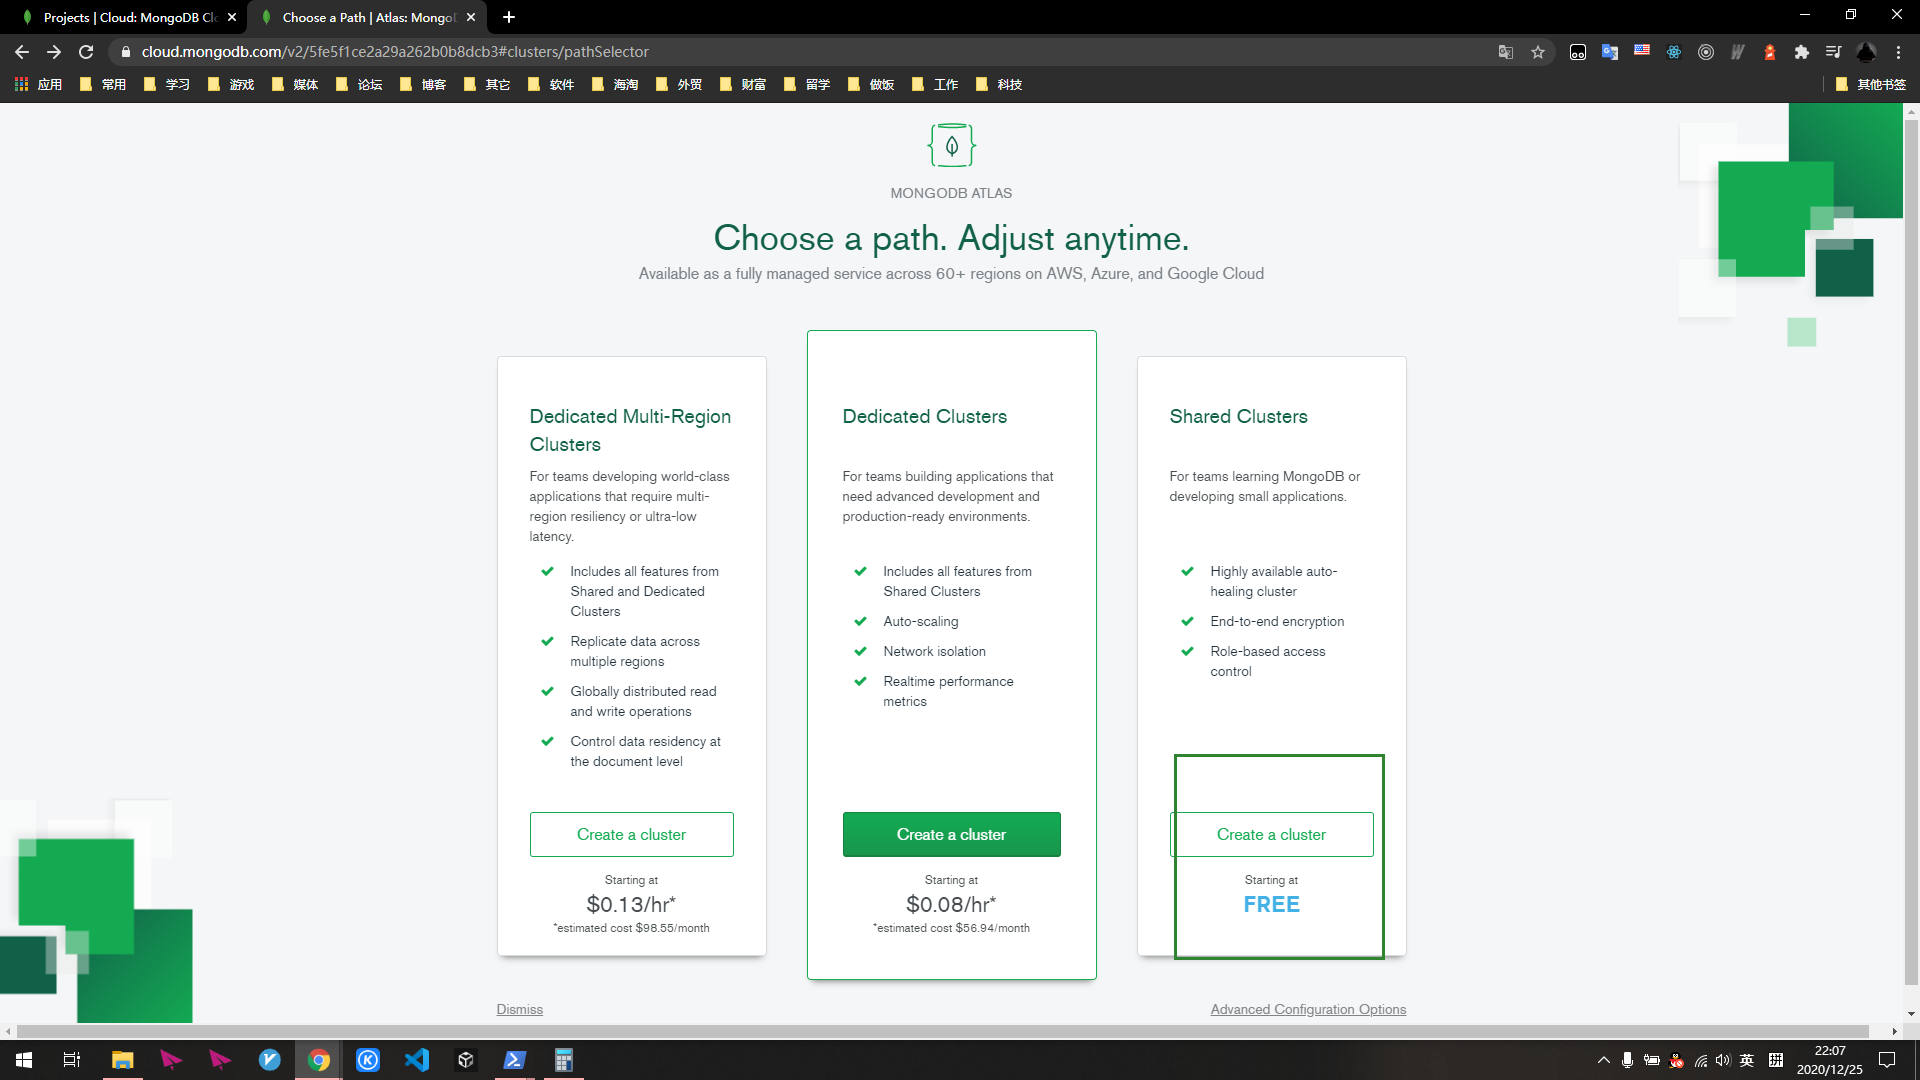 Projects | Cloud: MongoDB Cl
Choose a Path | Atlas: MongoD
cloud.mongodb.com/v2/5fe5f1ce2a29a262b0b8dcb3#clusters/pathSelector
应用 常用 学习 游戏 媒体 论坛 博客 其它 软件 海淘 外贸 财富 留学 做饭 工作 科技 其他书签
MONGODB ATLAS
Choose a path. Adjust anytime.
Available as a fully managed service across 60+ regions on AWS, Azure, and Google Cloud
Dedicated Multi-Region
Clusters
For teams developing world-class
applications that require multi-
region resiliency or ultra-low
latency.
Includes all features from
Shared and Dedicated
Clusters
Replicate data across
multiple regions
Globally distributed read
and write operations
Control data residency at
the document level
Create a cluster
Starting at
$0.13/hr*
*estimated cost $98.55/month
Dedicated Clusters
For teams building applications that
need advanced development and
production-ready environments.
Includes all features from
Shared Clusters
Auto-scaling
Network isolation
Realtime performance
metrics
Create a cluster
Starting at
$0.08/hr*
*estimated cost $56.94/month
Shared Clusters
For teams learning MongoDB or
developing small applications.
Highly available auto-
healing cluster
End-to-end encryption
Role-based access
control
Create a cluster
Starting at
FREE
Dismiss
Advanced Configuration Options
英
拼
22:07
2020/12/25